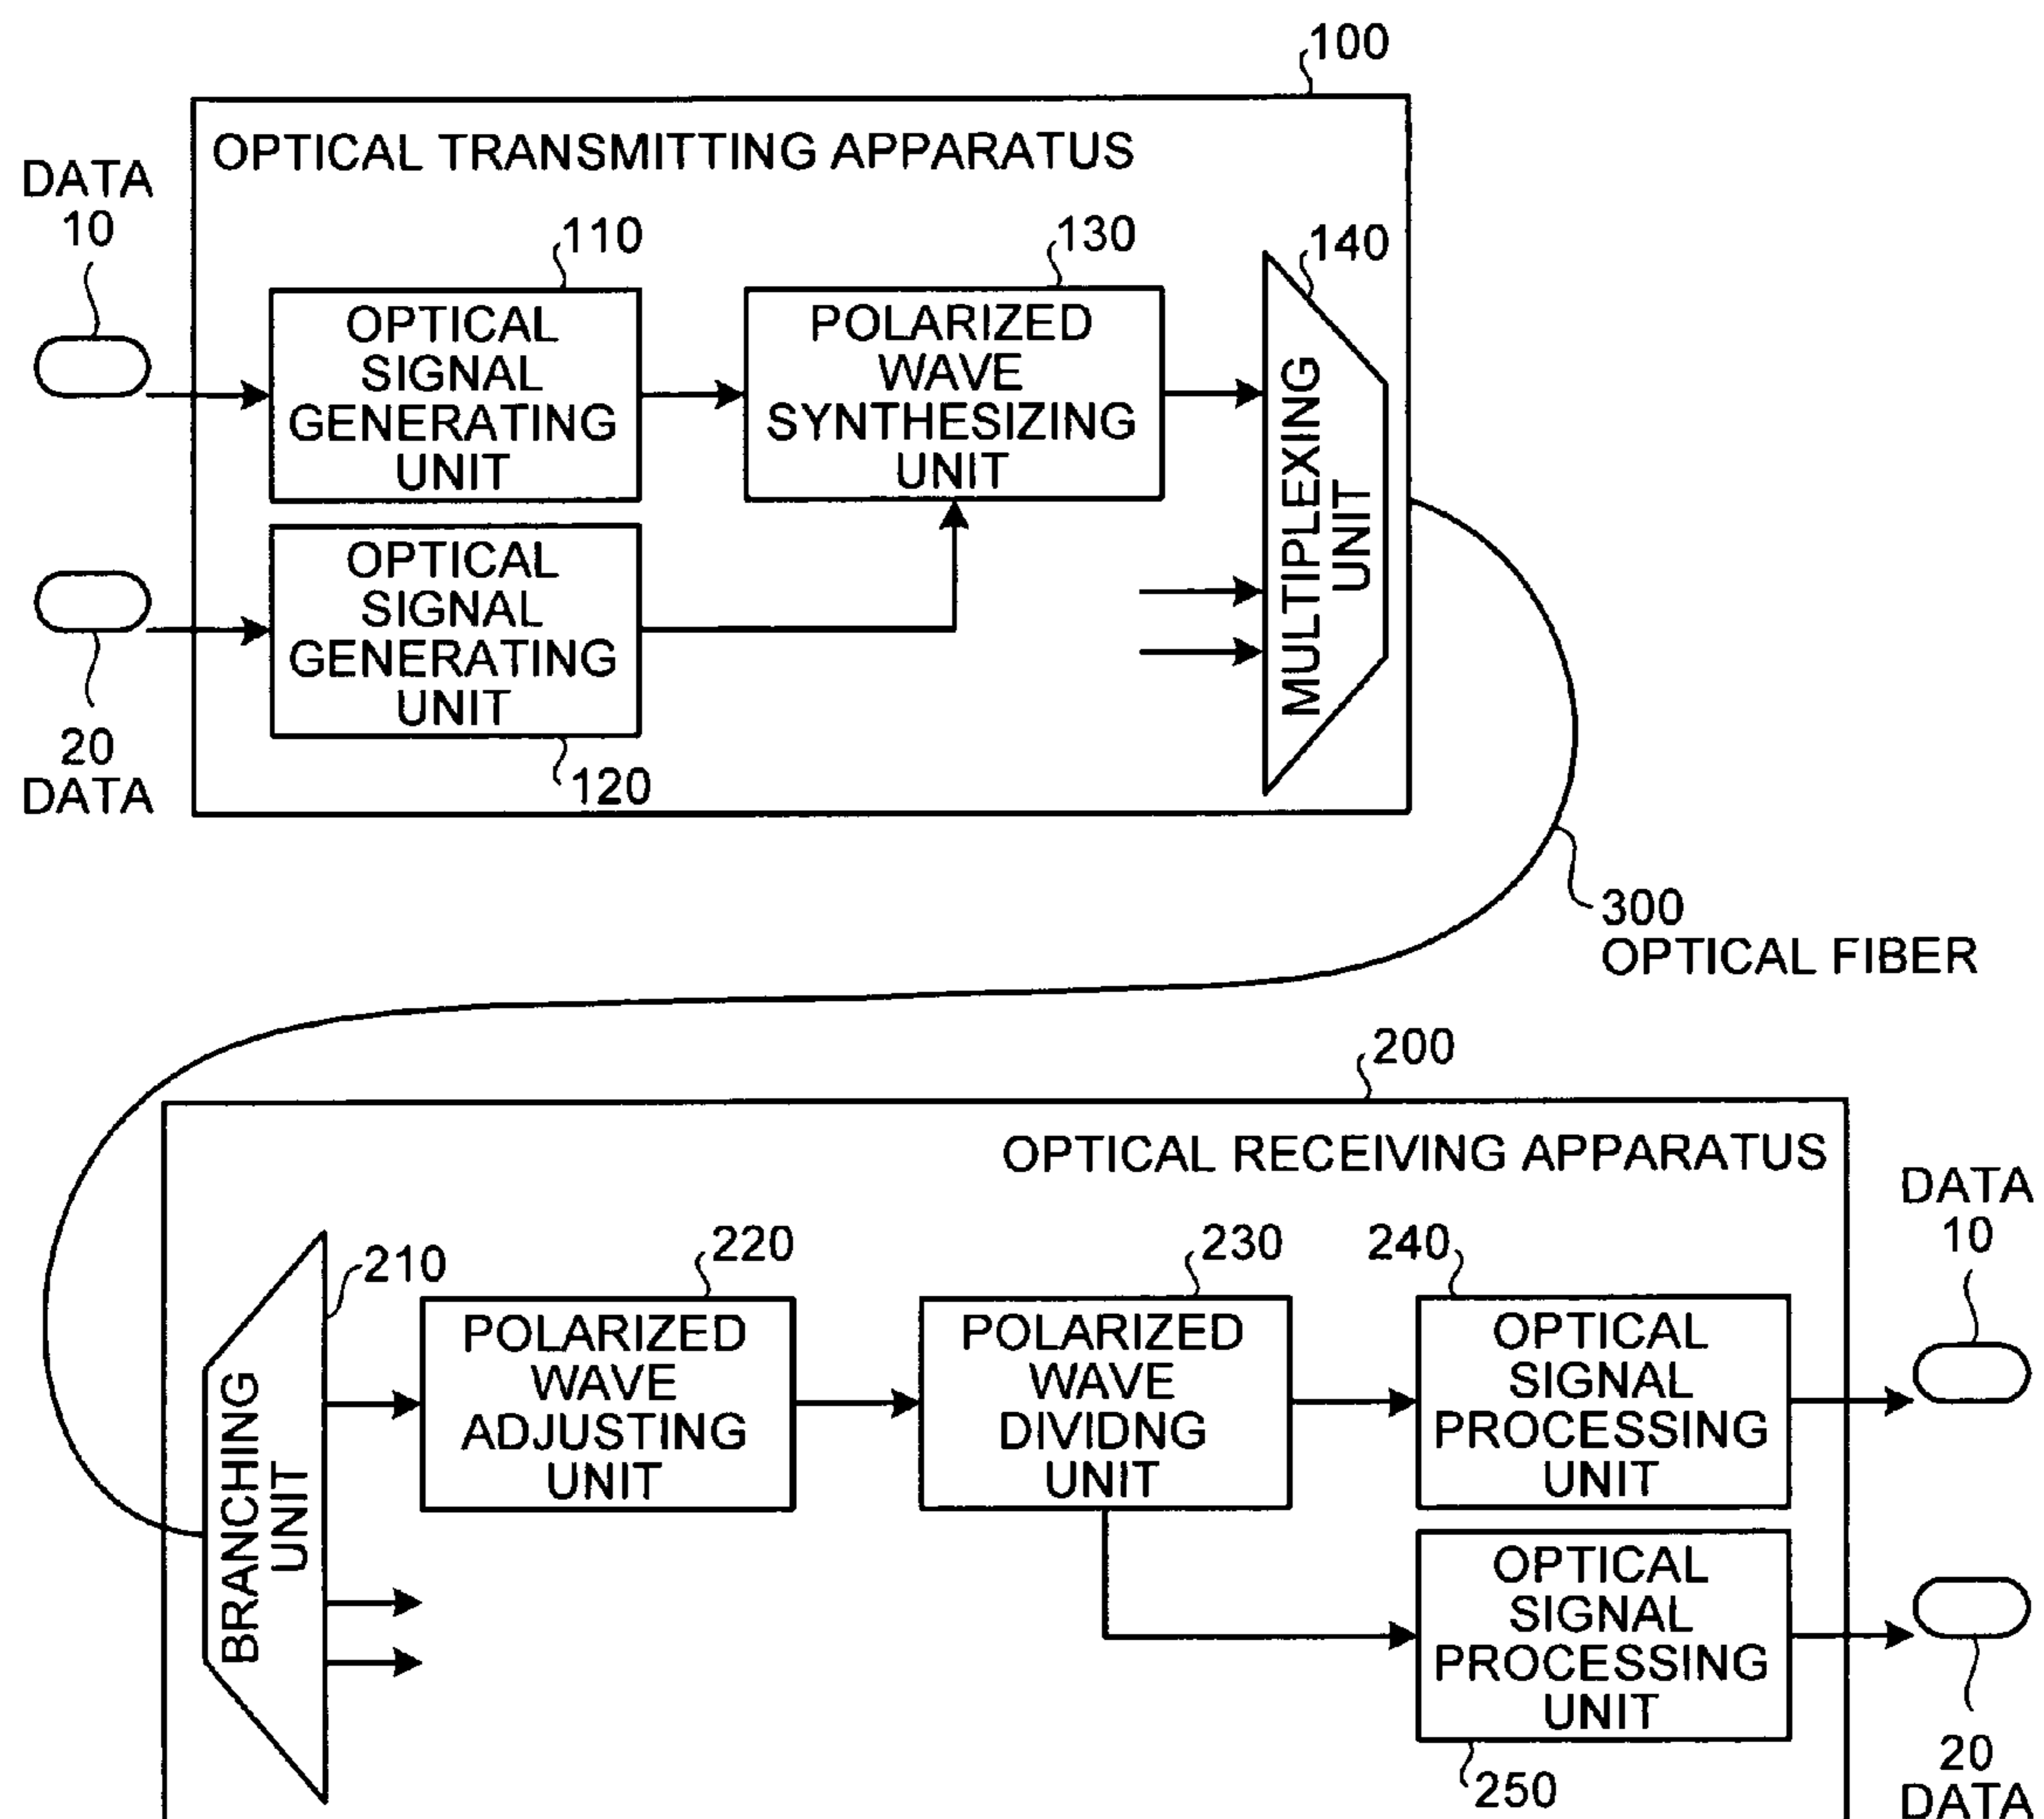 100
OPTICAL TRANSMITTING APPARATUS
DATA
10
110
130
140
OPTICAL
SIGNAL
GENERATING
UNIT
POLARIZED
WAVE
SYNTHESIZING
UNIT
MULTIPLEXING
UNIT
OPTICAL
SIGNAL
GENERATING
UNIT
20
DATA
120
300
OPTICAL FIBER
200
OPTICAL RECEIVING APPARATUS
DATA
10
210
220
230
240
BRANCHING
UNIT
POLARIZED
WAVE
ADJUSTING
UNIT
POLARIZED
WAVE
DIVIDNG
UNIT
OPTICAL
SIGNAL
PROCESSING
UNIT
OPTICAL
SIGNAL
PROCESSING
UNIT
250
20
DATA